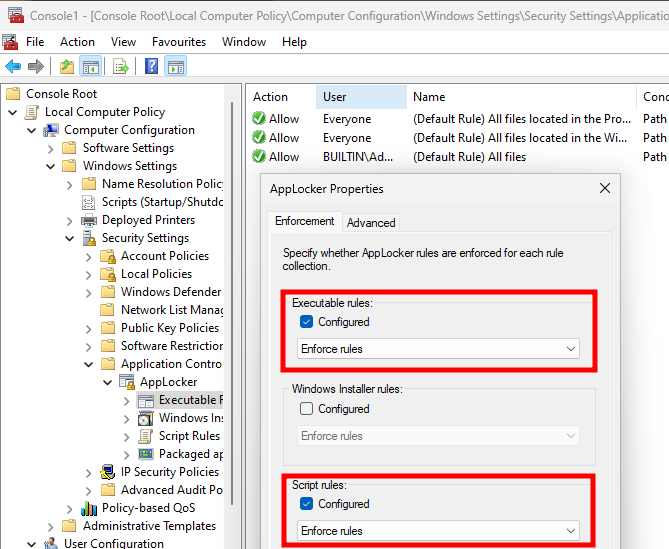 Console1 - [Console Root\Local Computer Policy\Computer Configuration\Windows Settings\Security Settings\Applicatio
File Action View Favourites Window Help
Console Root
Local Computer Policy
Computer Configuration
Software Settings
Windows Settings
Name Resolution Policy
Scripts (Startup/Shutdo
Deployed Printers
Security Settings
Account Policies
Local Policies
Windows Defender
Network List Manag
Public Key Policies
Software Restriction
Application Contro
AppLocker
Executable R
Windows Ins
Script Rules
Packaged ap
IP Security Policies
Advanced Audit Po
Policy-based QoS
Administrative Templates
User Configuration
Action User Name Conc
Allow Everyone (Default Rule) All files located in the Pro... Path
Allow Everyone (Default Rule) All files located in the Wi... Path
Allow BUILTIN\Ad... (Default Rule) All files Path
AppLocker Properties
Enforcement Advanced
Specify whether AppLocker rules are enforced for each rule
collection.
Executable rules:
Configured
Enforce rules
Windows Installer rules:
Configured
Enforce rules
Script rules:
Configured
Enforce rules